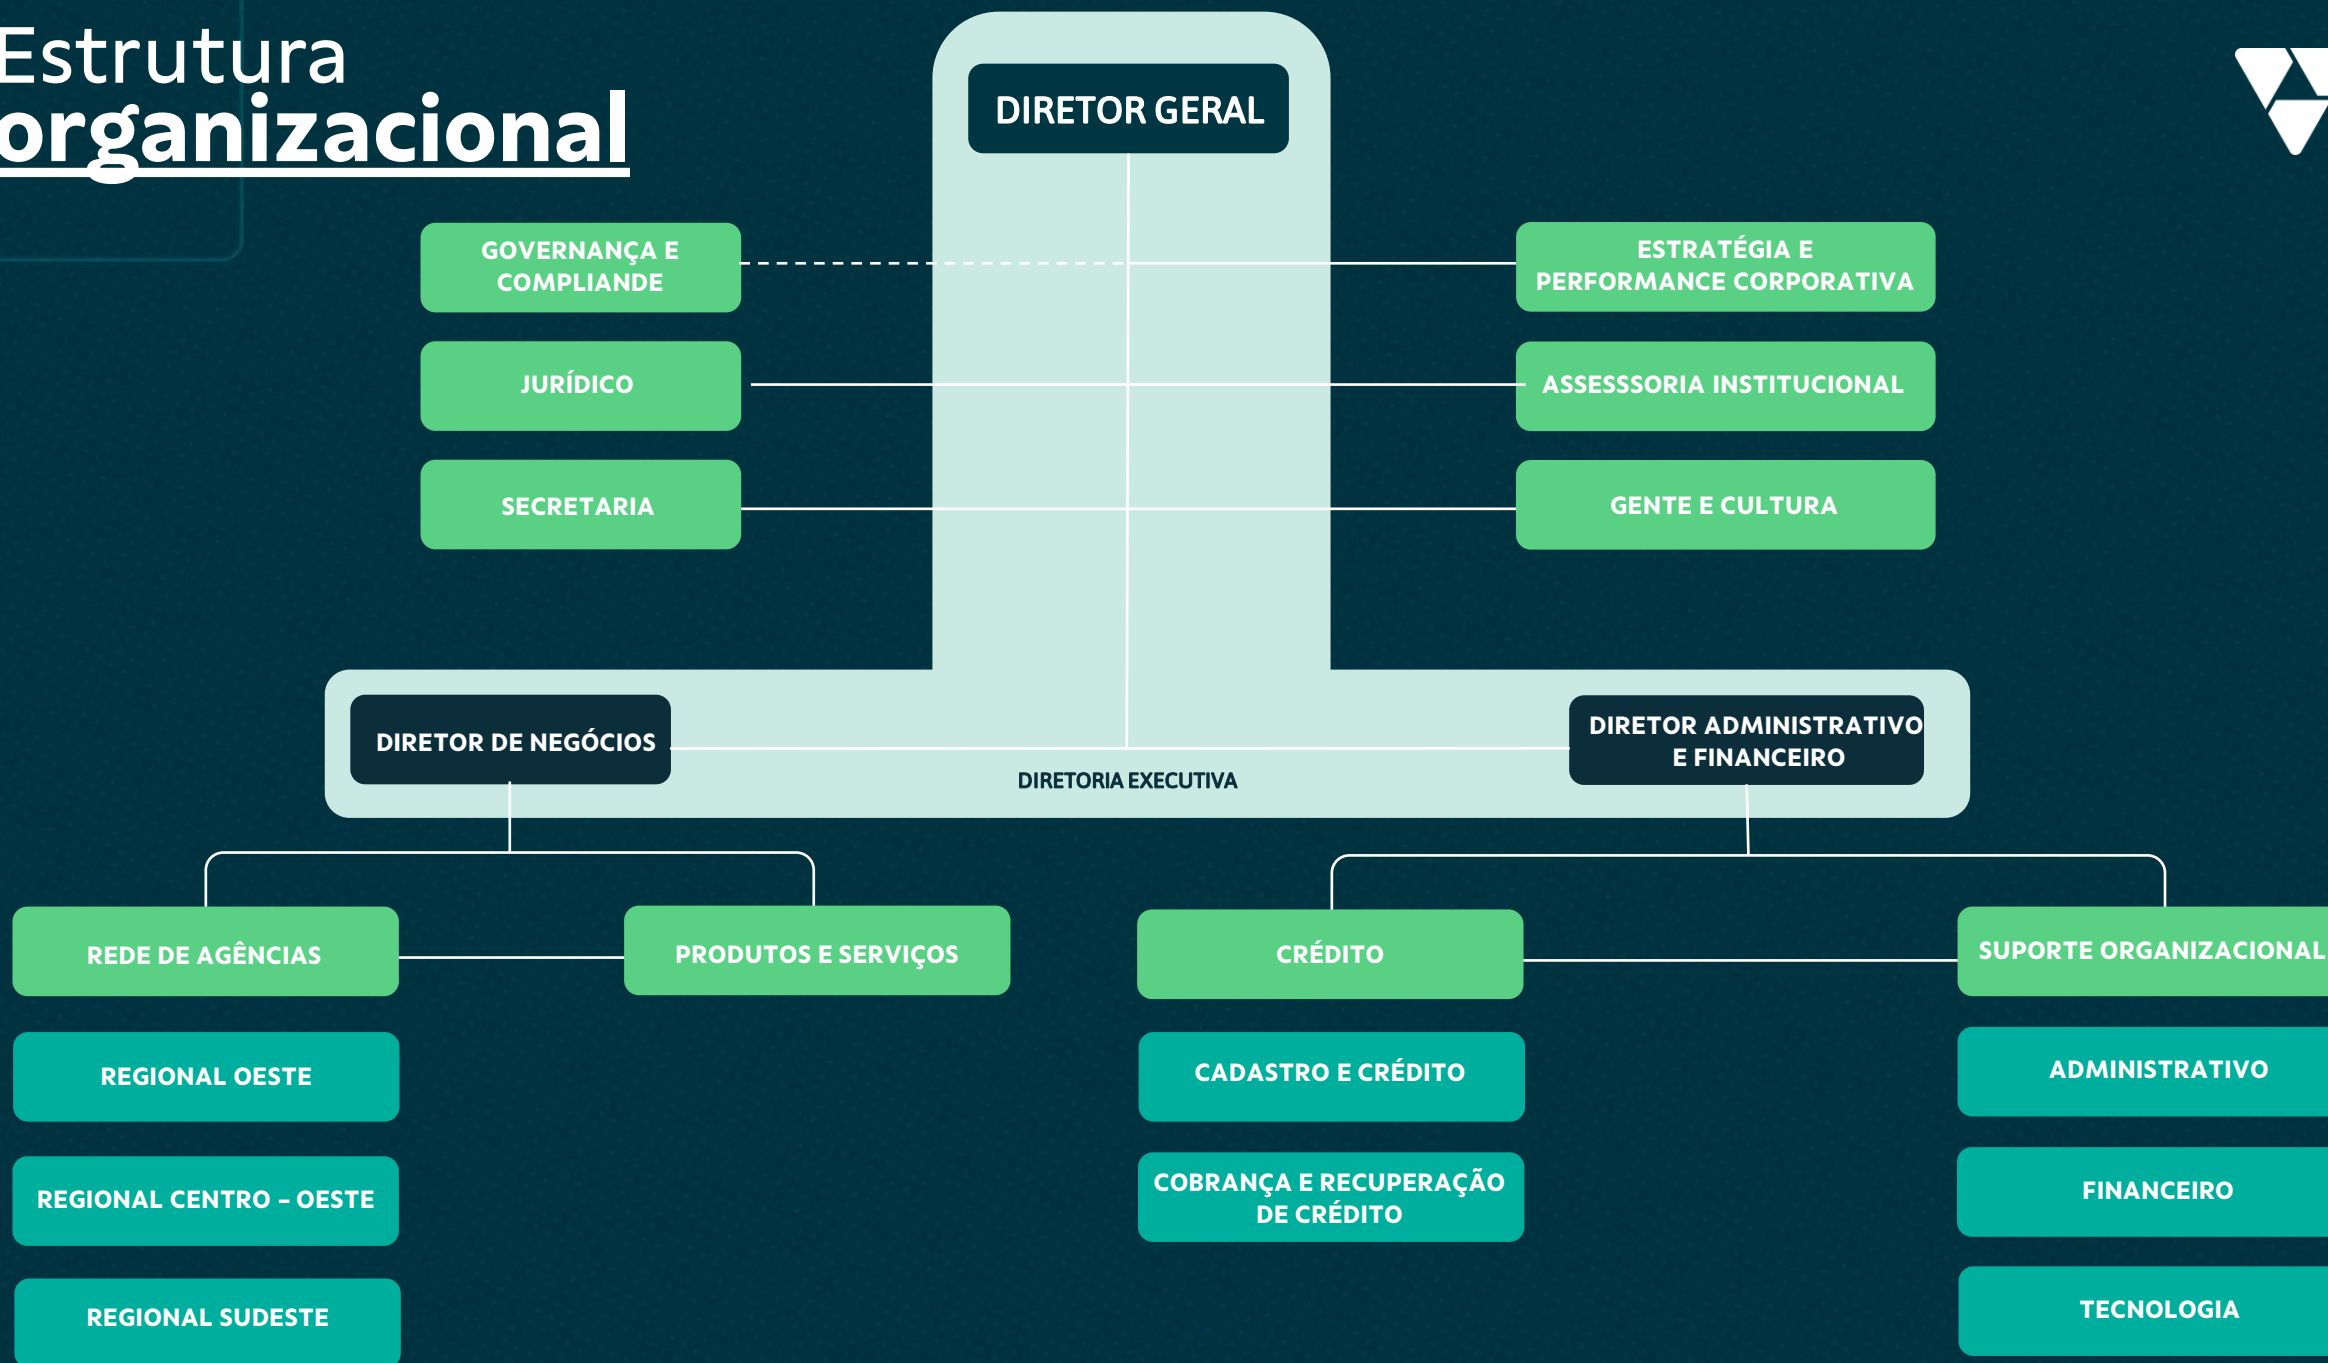 Estrutura
organizacional
DIRETOR GERAL
GOVERNANÇA E
COMPLIANDE
ESTRATÉGIA E
PERFORMANCE CORPORATIVA
JURÍDICO
ASSESSSORIA INSTITUCIONAL
SECRETARIA
GENTE E CULTURA
DIRETOR DE NEGÓCIOS
DIRETOR ADMINISTRATIVO
E FINANCEIRO
DIRETORIA EXECUTIVA
REDE DE AGÊNCIAS
PRODUTOS E SERVIÇOS
CRÉDITO
SUPORTE ORGANIZACIONAL
REGIONAL OESTE
CADASTRO E CRÉDITO
ADMINISTRATIVO
REGIONAL CENTRO – OESTE
COBRANÇA E RECUPERAÇÃO
DE CRÉDITO
FINANCEIRO
REGIONAL SUDESTE
TECNOLOGIA